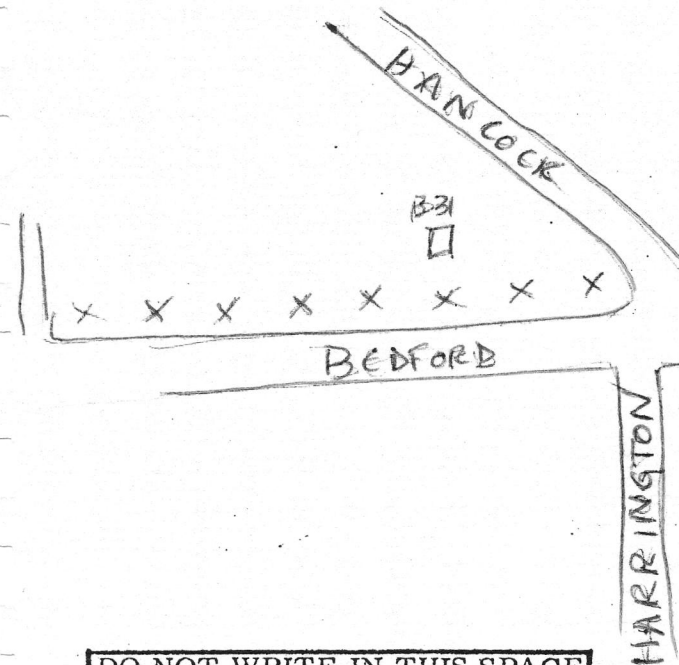 HANCOCK
B31
X X X X X X X X
BEDFORD
HARRINGTON
DO NOT WRITE IN THIS SPACE